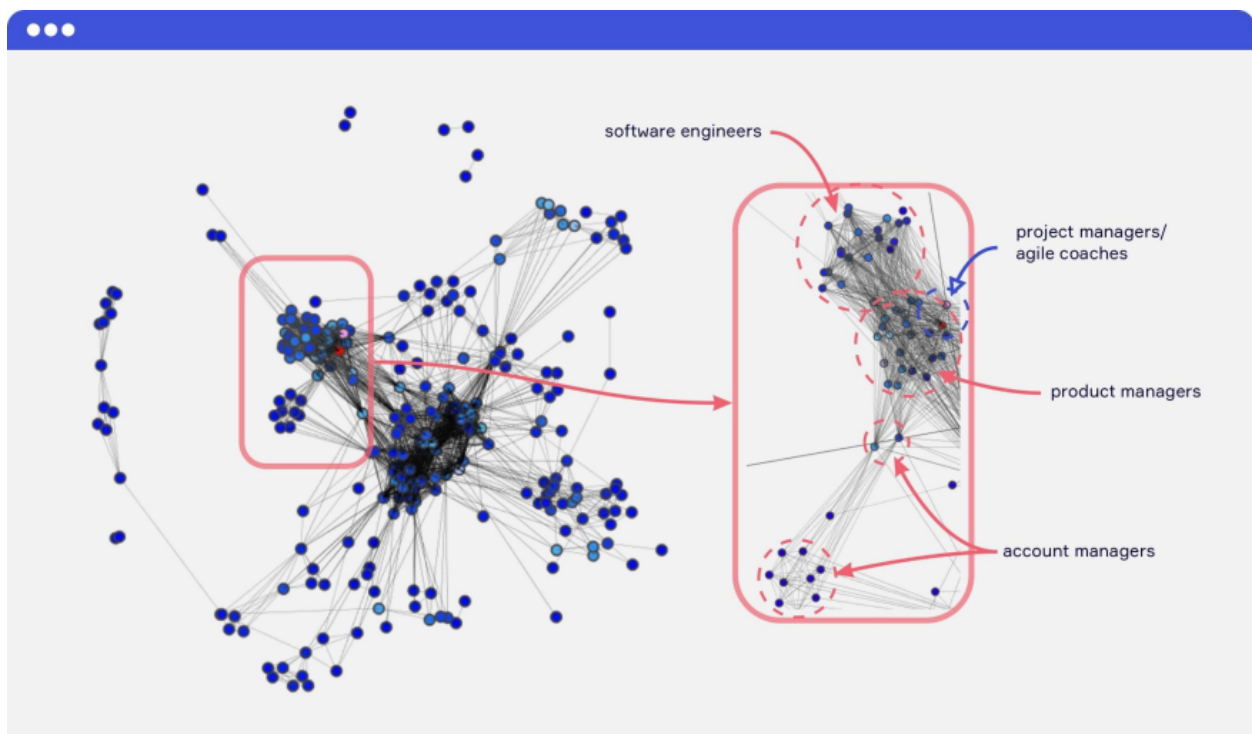 software engineers
project managers/
agile coaches
product managers
account managers